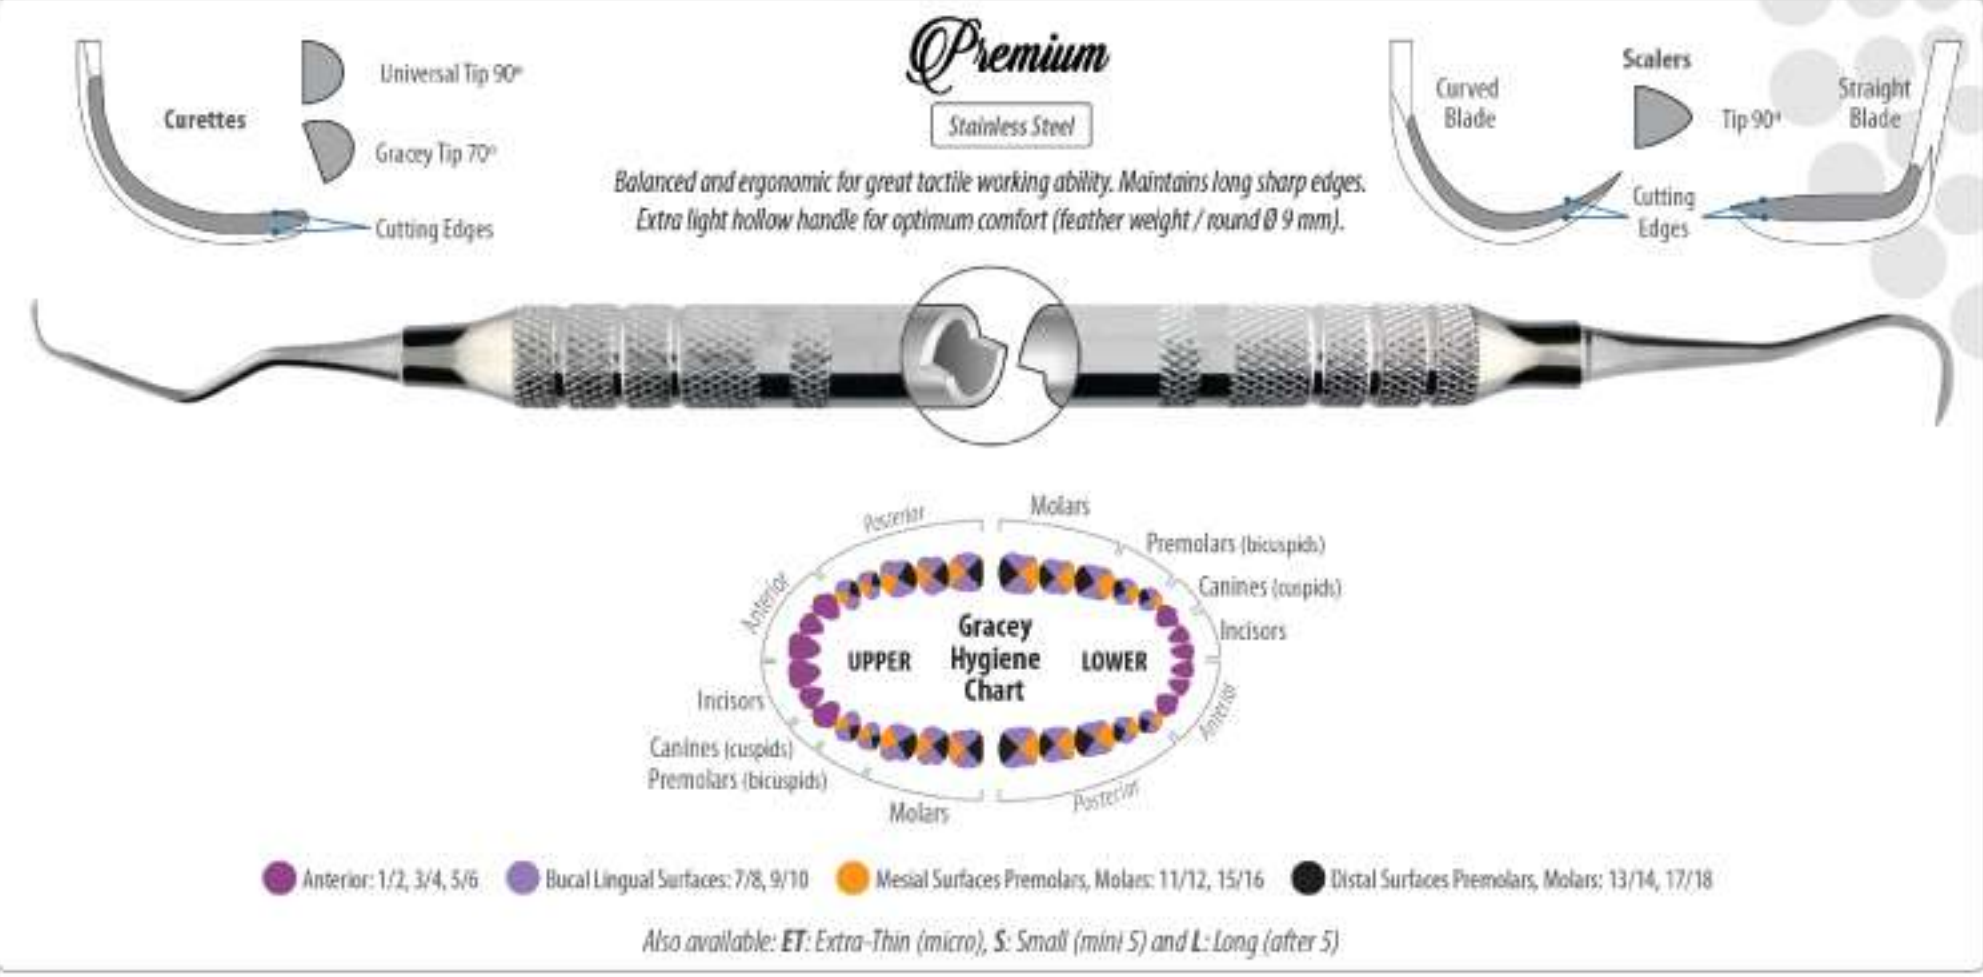 Premium
Stainless Steel
Balanced and ergonomic for great tactile working ability. Maintains long sharp edges.
Extra light hollow handle for optimum comfort (feather weight / round Ø 9 mm).
Curettes
Universal Tip 90º
Gracey Tip 70º
Cutting Edges
Scalers
Curved
Blade
Tip 90º
Straight
Blade
Cutting
Edges
Posterior
Molars
Premolars (bicuspids)
Canines (cuspids)
Incisors
Anterior
UPPER
Gracey
Hygiene
Chart
LOWER
Incisors
Canines (cuspids)
Premolars (bicuspids)
Molars
Anterior
Posterior
Anterior: 1/2, 3/4, 5/6
Bucal Lingual Surfaces: 7/8, 9/10
Mesial Surfaces Premolars, Molars: 11/12, 15/16
Distal Surfaces Premolars, Molars: 13/14, 17/18
Also available: ET: Extra-Thin (micro), S: Small (mini 5) and L: Long (after 5)